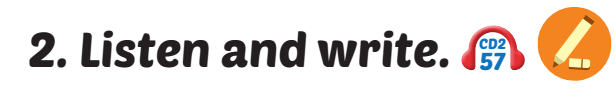 2. Listen and write. CD2
57